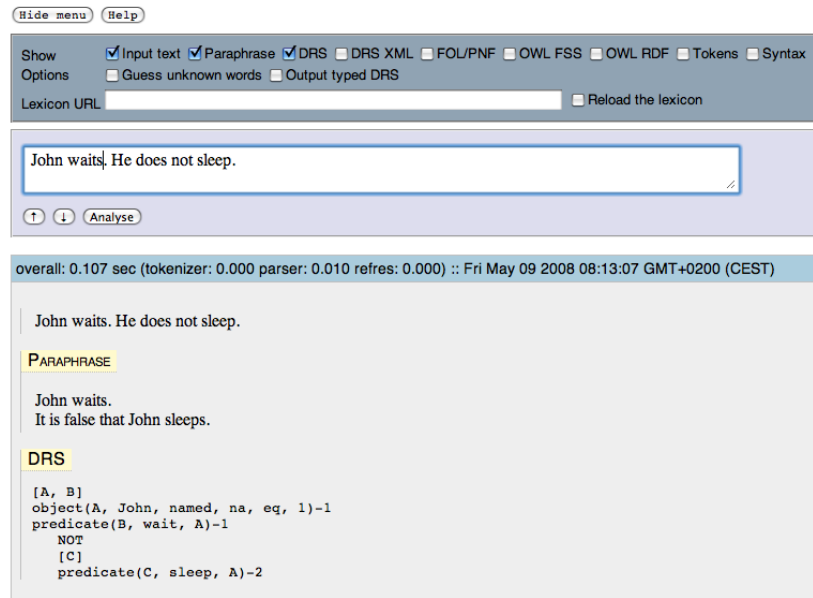 Hide menu Help
Show Input text Paraphrase DRS DRS XML FOL/PNF OWL FSS OWL RDF Tokens Syntax
Options Guess unknown words Output typed DRS
Lexicon URL Reload the lexicon
John waits. He does not sleep.
↑ ↓ Analyse
overall: 0.107 sec (tokenizer: 0.000 parser: 0.010 refres: 0.000) :: Fri May 09 2008 08:13:07 GMT+0200 (CEST)
John waits. He does not sleep.
PARAPHRASE
John waits.
It is false that John sleeps.
DRS
[A, B]
object(A, John, named, na, eq, 1)-1
predicate(B, wait, A)-1
NOT
[C]
predicate(C, sleep, A)-2